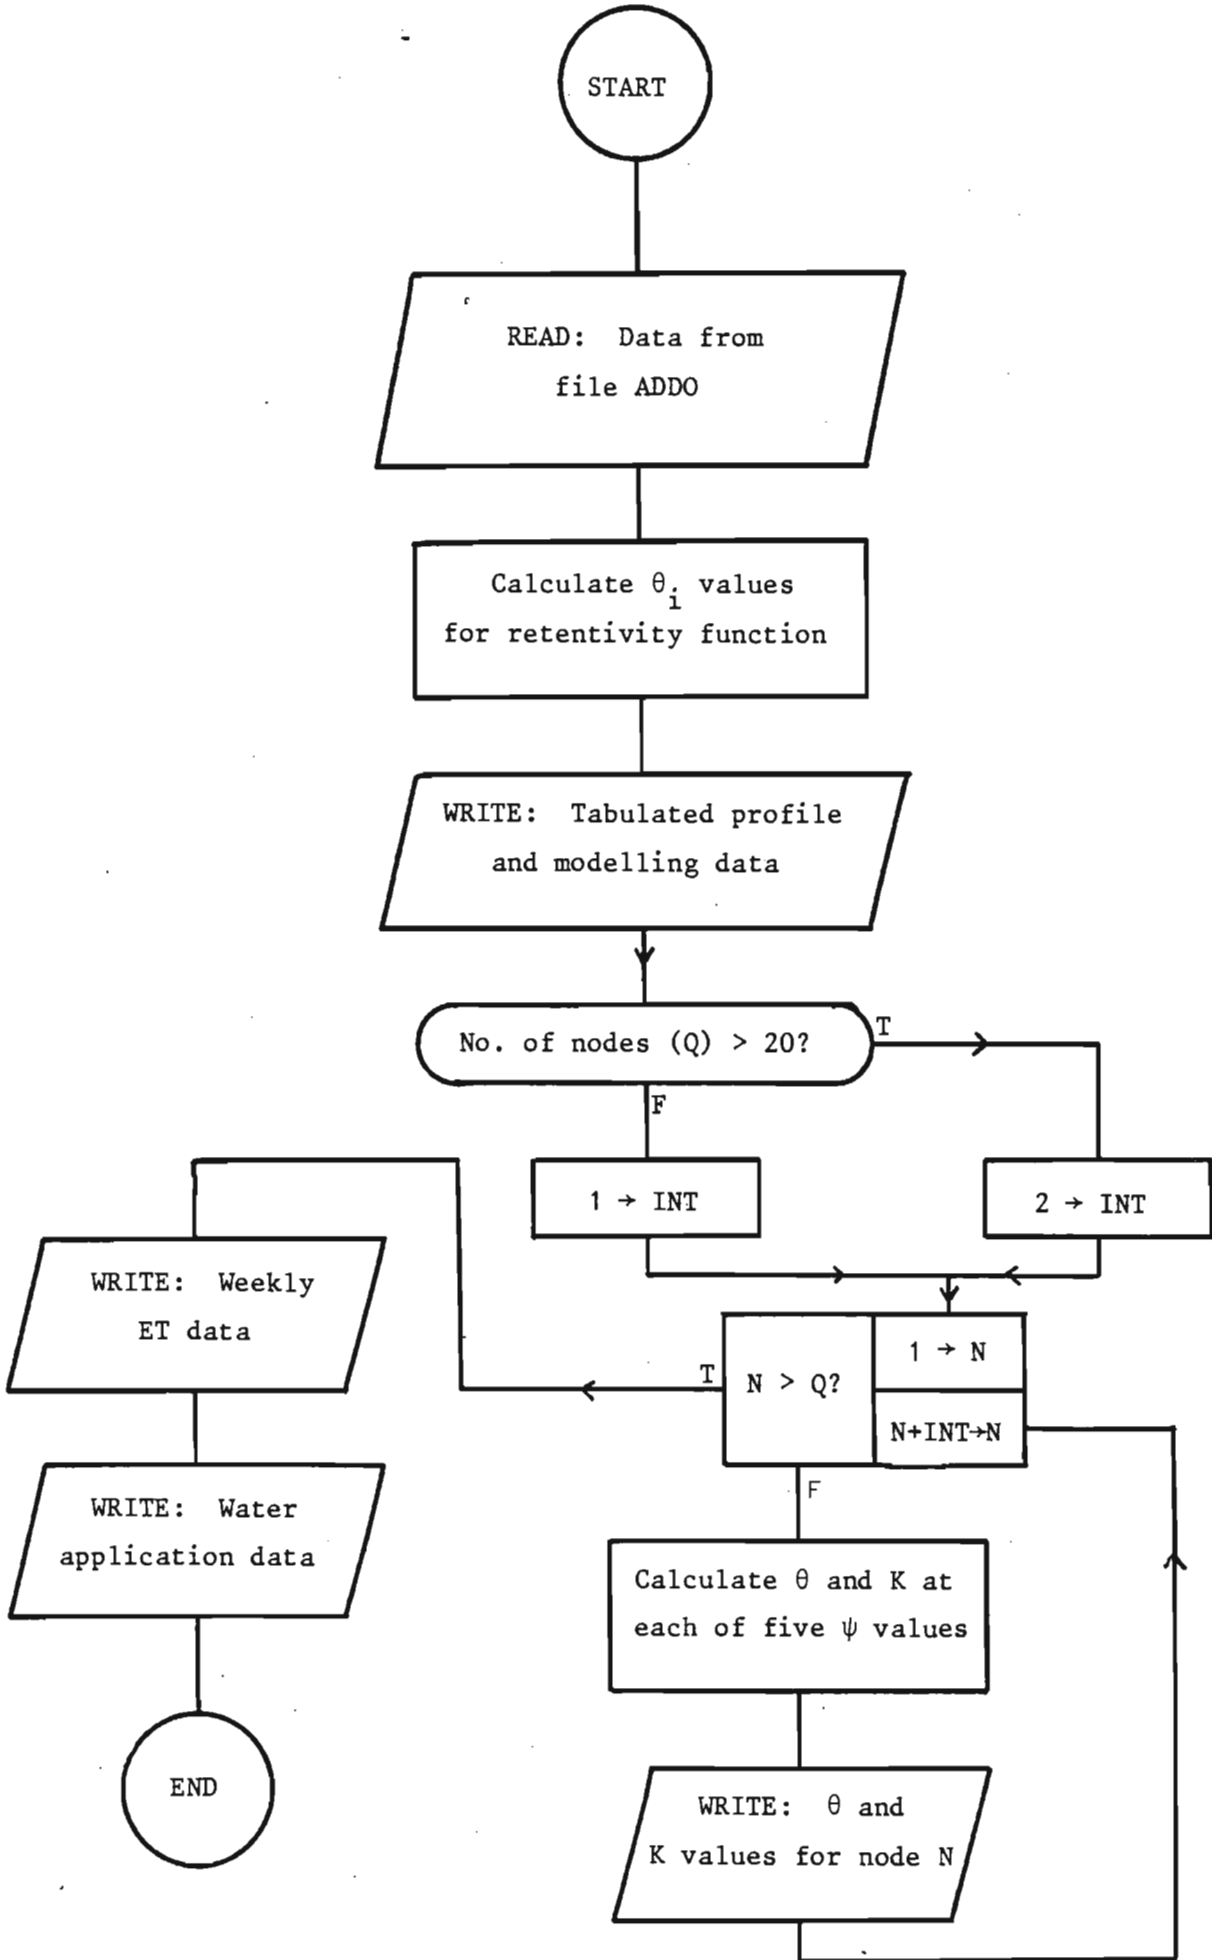 START
READ: Data from
file ADDO
Calculate θi values
for retentivity function
WRITE: Tabulated profile
and modelling data
No. of nodes (Q) > 20?
T
F
1 → INT
2 → INT
WRITE: Weekly
ET data
T
N > Q?
1 → N
N+INT→N
F
WRITE: Water
application data
Calculate θ and K at
each of five ψ values
END
WRITE: θ and
K values for node N